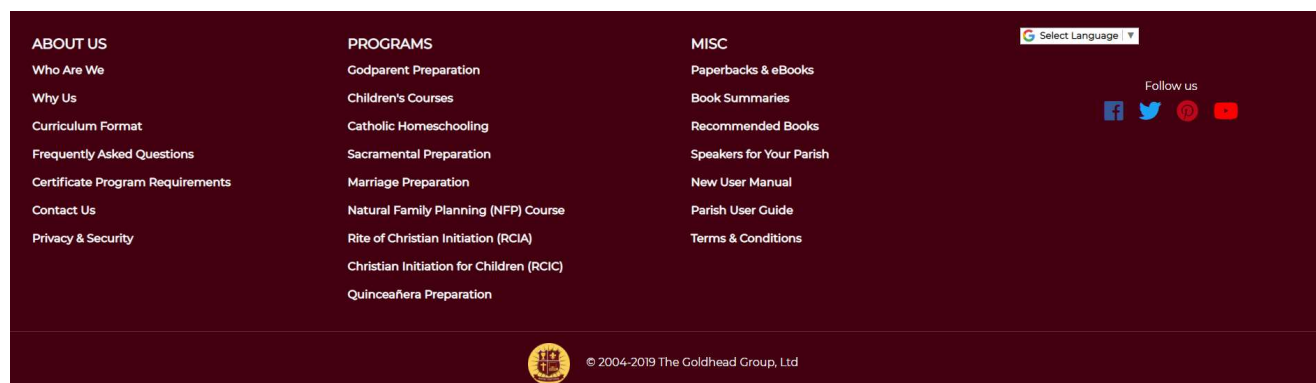 ABOUT US
Who Are We
Why Us
Curriculum Format
Frequently Asked Questions
Certificate Program Requirements
Contact Us
Privacy & Security
PROGRAMS
Godparent Preparation
Children's Courses
Catholic Homeschooling
Sacramental Preparation
Marriage Preparation
Natural Family Planning (NFP) Course
Rite of Christian Initiation (RCIA)
Christian Initiation for Children (RCIC)
Quinceañera Preparation
MISC
Paperbacks & eBooks
Book Summaries
Recommended Books
Speakers for Your Parish
New User Manual
Parish User Guide
Terms & Conditions
Select Language
Follow us
© 2004-2019 The Goldhead Group, Ltd